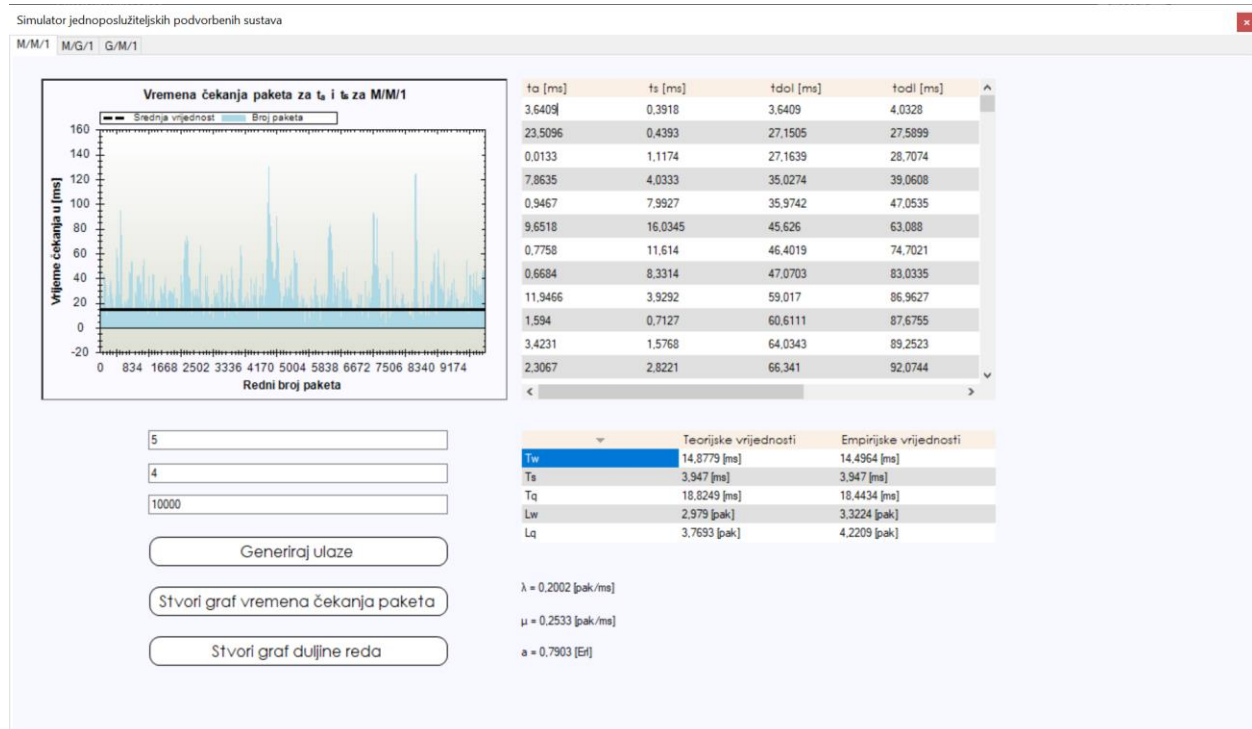 Simulator jednoposlužiteljskih podvorbenih sustava
M/M/1 M/G/1 G/M/1
Vremena čekanja paketa za ta i ts za M/M/1
Srednja vrijednost Broj paketa
Vrijeme čekanja u [ms]
160
140
120
100
80
60
40
20
0
-20
0 834 1668 2502 3336 4170 5004 5838 6672 7506 8340 9174
Redni broj paketa
ta [ms] ts [ms] tdol [ms] todl [ms]
3,6409 0,3918 3,6409 4,0328
23,5096 0,4393 27,1505 27,5899
0,0133 1,1174 27,1639 28,7074
7,8635 4,0333 35,0274 39,0608
0,9467 7,9927 35,9742 47,0535
9,6518 16,0345 45,626 63,088
0,7758 11,614 46,4019 74,7021
0,6684 8,3314 47,0703 83,0335
11,9466 3,9292 59,017 86,9627
1,594 0,7127 60,6111 87,6755
3,4231 1,5768 64,0343 89,2523
2,3067 2,8221 66,341 92,0744
5
4
10000
Generiraj ulaze
Stvori graf vremena čekanja paketa
Stvori graf duljine reda
Teorijske vrijednosti Empirijske vrijednosti
Tw 14,8779 [ms] 14,4964 [ms]
Ts 3,947 [ms] 3,947 [ms]
Tq 18,8249 [ms] 18,4434 [ms]
Lw 2,979 [pak] 3,3224 [pak]
Lq 3,7693 [pak] 4,2209 [pak]
λ = 0,2002 [pak/ms]
μ = 0,2533 [pak/ms]
a = 0,7903 [Erl]